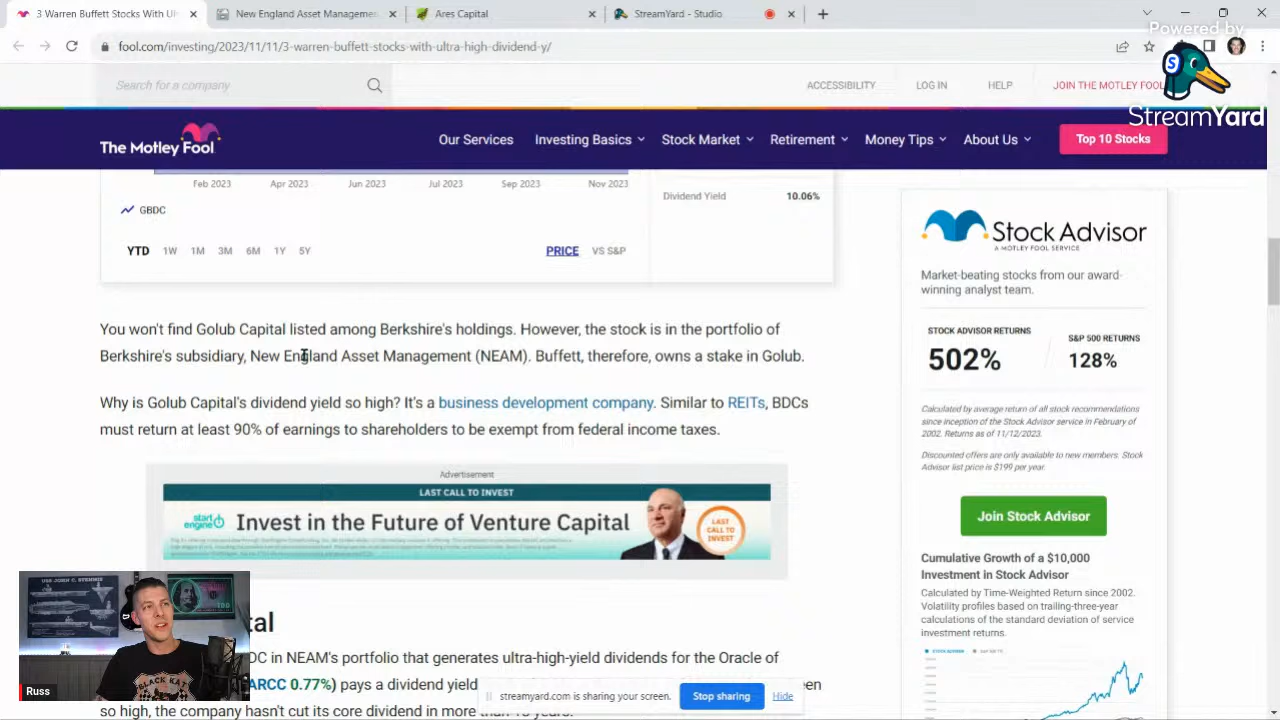 3 Warren Buffett Stocks With Ul
New England Asset Managemen
Ares Capital
StreamYard - Studio
fool.com/investing/2023/11/11/3-warren-buffett-stocks-with-ultra-high-dividend-y/
Powered by
StreamYard
Search for a company
ACCESSIBILITY
LOG IN
HELP
JOIN THE MOTLEY FOOL
The Motley Fool
Our Services
Investing Basics
Stock Market
Retirement
Money Tips
About Us
Top 10 Stocks
Feb 2023
Apr 2023
Jun 2023
Jul 2023
Sep 2023
Nov 2023
Dividend Yield
10.06%
GBDC
YTD
1W
1M
3M
6M
1Y
5Y
PRICE
VS S&P
You won't find Golub Capital listed among Berkshire's holdings. However, the stock is in the portfolio of
Berkshire's subsidiary, New England Asset Management (NEAM). Buffett, therefore, owns a stake in Golub.
Why is Golub Capital's dividend yield so high? It's a business development company. Similar to REITs, BDCs
must return at least 90% of income to shareholders to be exempt from federal income taxes.
Advertisement
LAST CALL TO INVEST
start
engine
Invest in the Future of Venture Capital
LAST
CALL TO
INVEST
Stock Advisor
A MOTLEY FOOL SERVICE
Market-beating stocks from our award-
winning analyst team.
STOCK ADVISOR RETURNS
502%
S&P 500 RETURNS
128%
Calculated by average return of all stock recommendations
since inception of the Stock Advisor service in February of
2002. Returns as of 11/12/2023.
Discounted offers are only available to new members. Stock
Advisor list price is $199 per year.
Join Stock Advisor
Cumulative Growth of a $10,000
Investment in Stock Advisor
Calculated by Time-Weighted Return since 2002.
Volatility profiles based on trailing-three-year
calculations of the standard deviation of service
investment returns.
STOCK ADVISOR
tal
DC in NEAM's portfolio that generates ultra-high-yield dividends for the Oracle of
pays a dividend yield
so high, the company hasn't cut its core dividend in more than
streamyard.com is sharing your screen.
Stop sharing
Hide
USS JOHN C. STENNIS
Russ